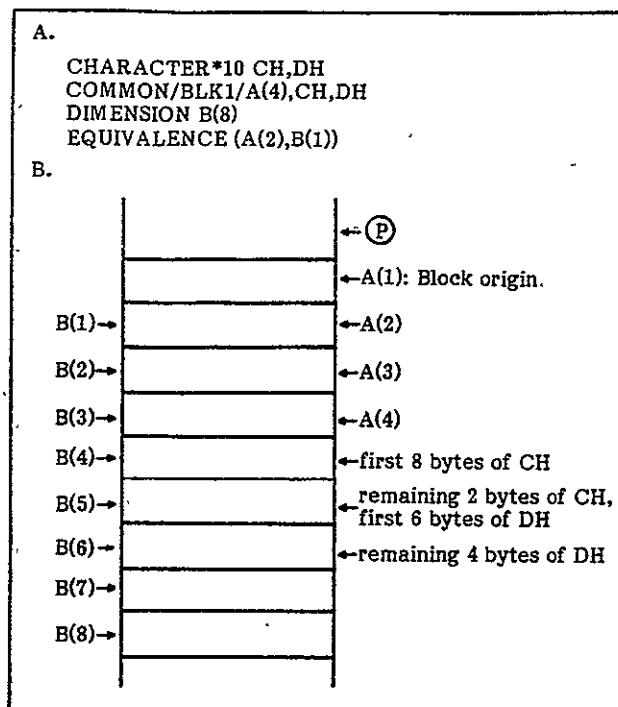 A.
CHARACTER*10 CH,DH
COMMON/BLK1/A(4),CH,DH
DIMENSION B(8)
EQUIVALENCE (A(2),B(1))
B.
P
A(1): Block origin.
B(1) A(2)
B(2) A(3)
B(3) A(4)
B(4) first 8 bytes of CH
B(5) remaining 2 bytes of CH,
first 6 bytes of DH
B(6) remaining 4 bytes of DH
B(7)
B(8)